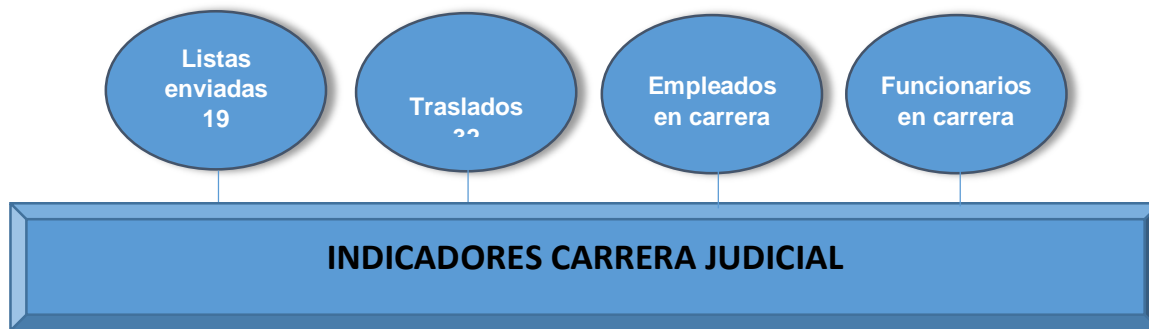 Listas
enviadas
19
Traslados
Empleados
en carrera
Funcionarios
en carrera
INDICADORES CARRERA JUDICIAL